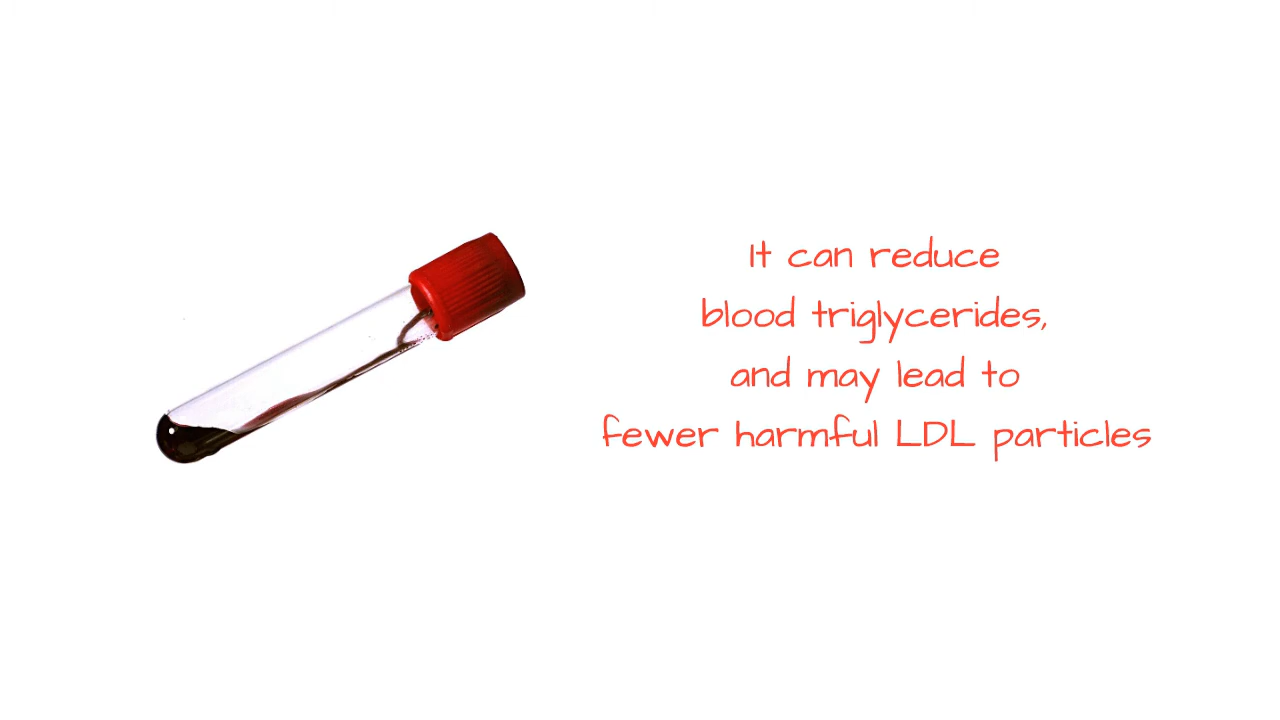 It can reduce
blood triglycerides,
and may lead to
fewer harmful LDL particles